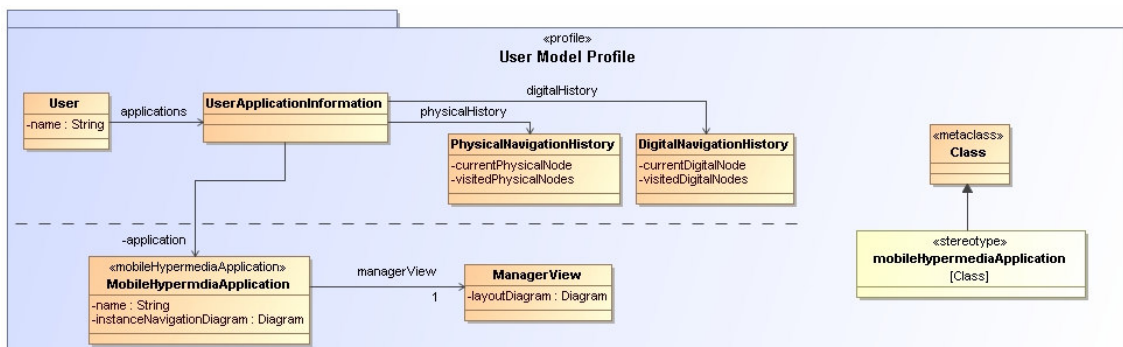 «profile»
User Model Profile
User
-name : String
applications
UserApplicationInformation
digitalHistory
physicalHistory
PhysicalNavigationHistory
-currentPhysicalNode
-visitedPhysicalNodes
DigitalNavigationHistory
-currentDigitalNode
-visitedDigitalNodes
«metaclass»
Class
«stereotype»
mobileHypermediaApplication
[Class]
-application
«mobileHypermediaApplication»
MobileHypermdiaApplication
-name : String
-instanceNavigationDiagram : Diagram
managerView
1
ManagerView
-layoutDiagram : Diagram